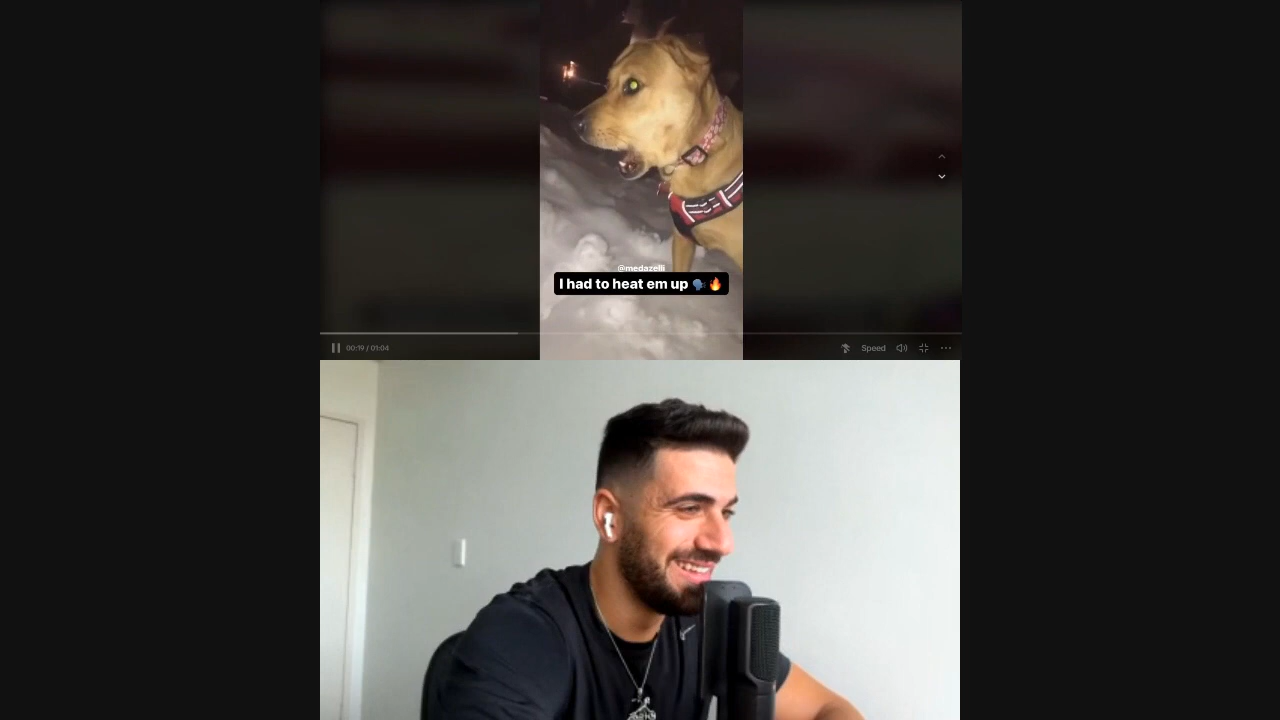 @medazelli
I had to heat em up 🗣️🔥
00:19 / 01:04
Speed